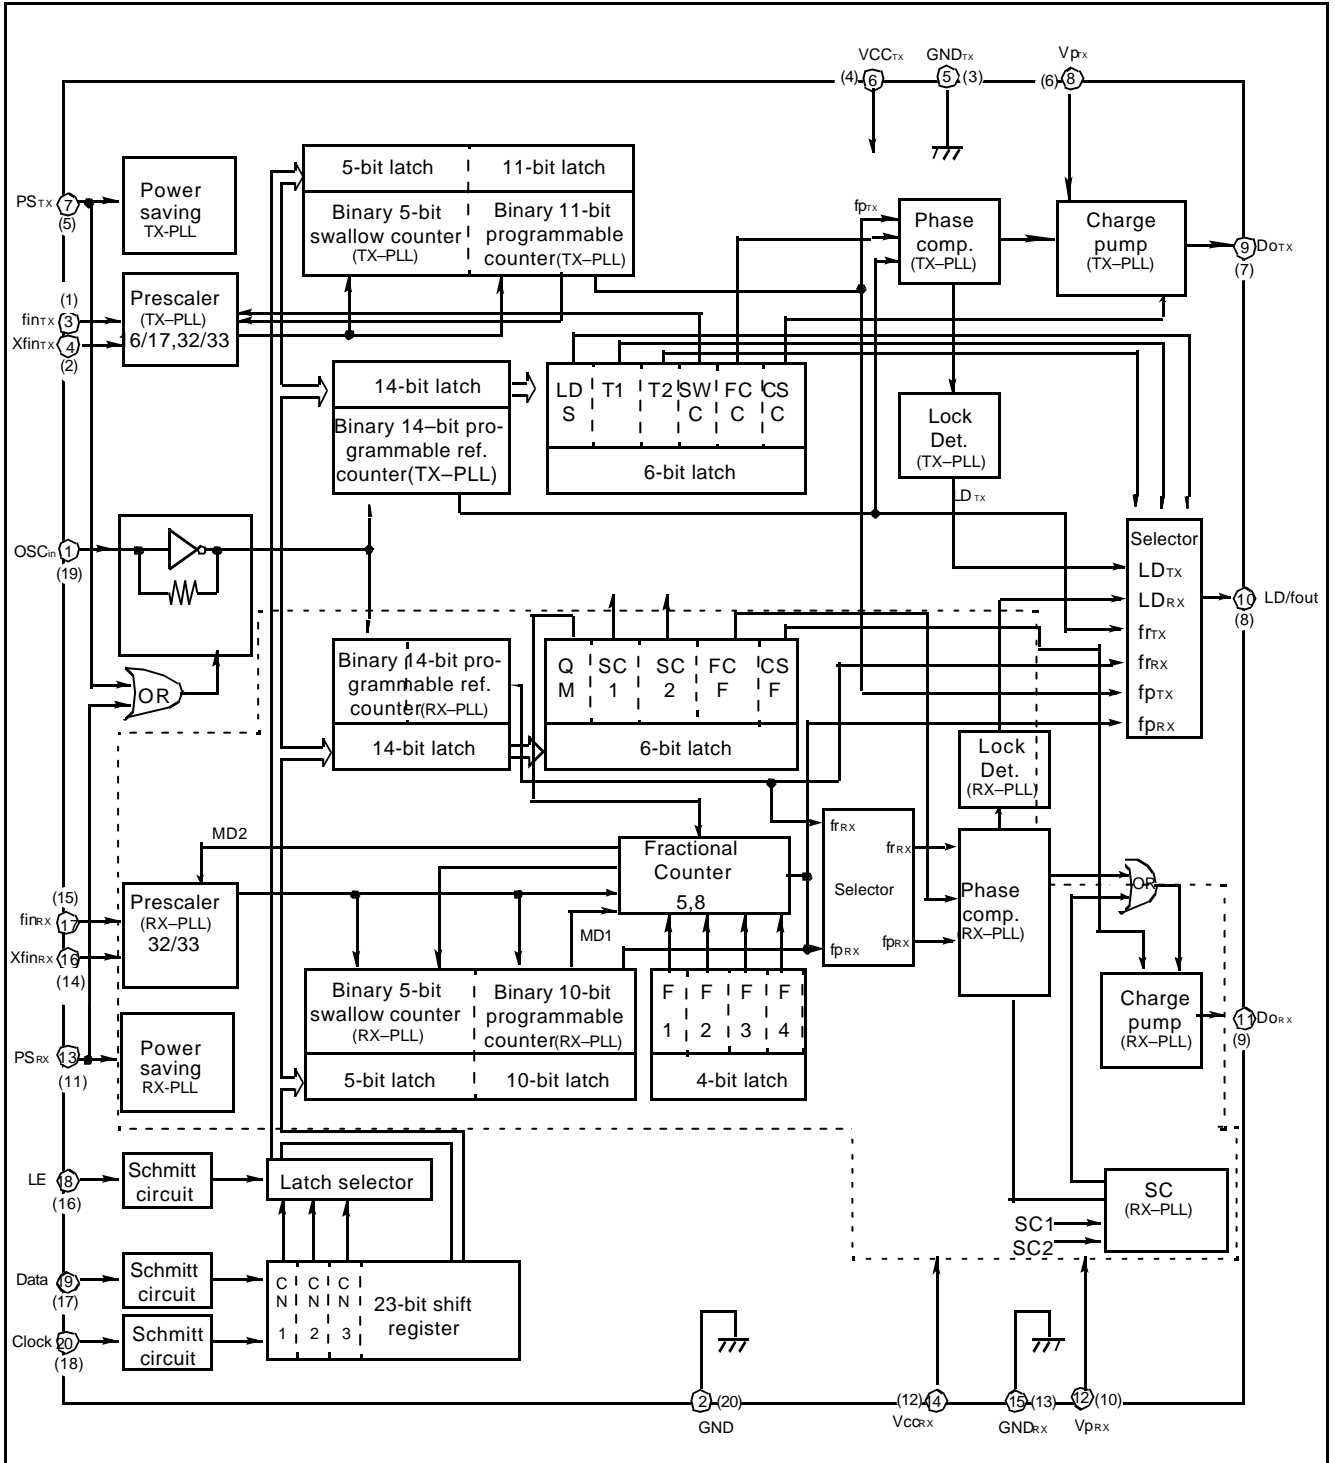 VCCTX
GNDTX
VpTX
(4) 6
5 (3)
(6) 8
5-bit latch
11-bit latch
Power
saving
TX-PLL
PSTX 7
(5)
Binary 5-bit
swallow counter
(TX–PLL)
Binary 11-bit
programmable
counter(TX–PLL)
fpTX
Phase
comp.
(TX–PLL)
Charge
pump
(TX–PLL)
9 DoTX
(7)
(1)
finTX 3
XfinTX 4
(2)
Prescaler
(TX–PLL)
16/17,32/33
14-bit latch
Binary 14–bit pro-
grammable ref.
counter(TX–PLL)
LD
S
T1
T2
SW
C
FC
C
CS
C
6-bit latch
Lock
Det.
(TX–PLL)
LDTX
OSCin 1
(19)
Selector
LDTX
LDRX
frTX
frRX
fpTX
fpRX
10 LD/fout
(8)
OR
Binary 14-bit pro-
grammable ref.
counter(RX–PLL)
14-bit latch
Q
M
SC
1
SC
2
FC
F
CS
F
6-bit latch
Lock
Det.
(RX–PLL)
MD2
Fractional
Counter
5,8
frRX
frRX
Selector
fpRX
fpRX
Phase
comp.
(RX–PLL)
OR
(15)
finRX 17
XfinRX 16
(14)
Prescaler
(RX–PLL)
32/33
MD1
Binary 5-bit
swallow counter
(RX–PLL)
Binary 10-bit
programmable
counter(RX–PLL)
5-bit latch
10-bit latch
F
1
F
2
F
3
F
4
4-bit latch
Charge
pump
(RX–PLL)
11 DoRX
(9)
PSRX 13
(11)
Power
saving
RX-PLL
LE 18
(16)
Schmitt
circuit
Latch selector
SC
(RX–PLL)
SC1
SC2
Data 19
(17)
Schmitt
circuit
C
N
1
C
N
2
C
N
3
23-bit shift
register
Clock 20
(18)
Schmitt
circuit
2 (20)
GND
(12) 14
VccRX
15 (13)
GNDRX
12 (10)
VpRX